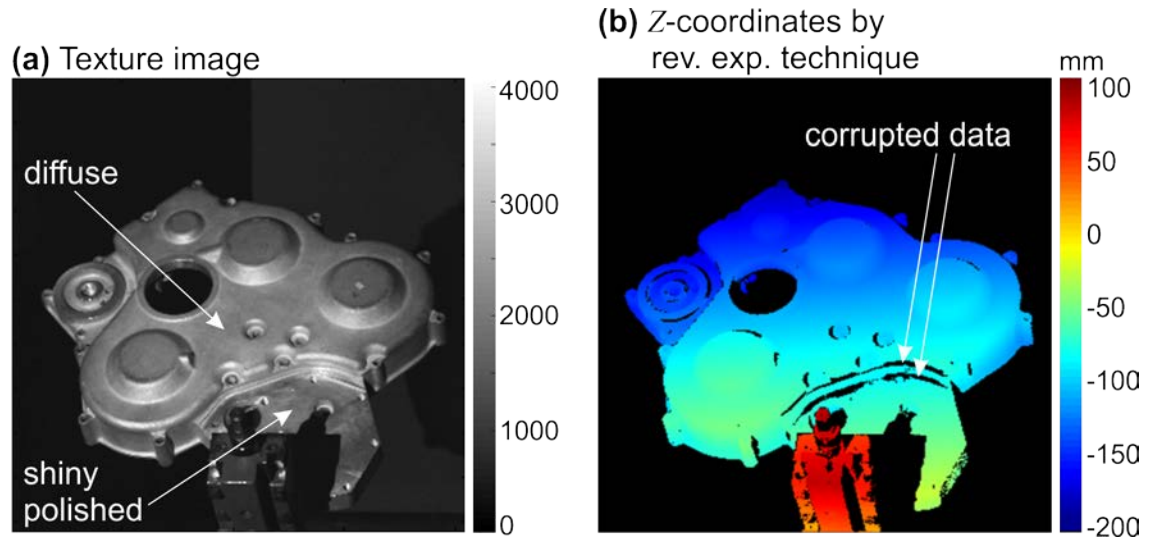 (a) Texture image
4000
3000
2000
1000
0
diffuse
shiny
polished
(b) Z-coordinates by
rev. exp. technique
mm
100
50
0
-50
-100
-150
-200
corrupted data